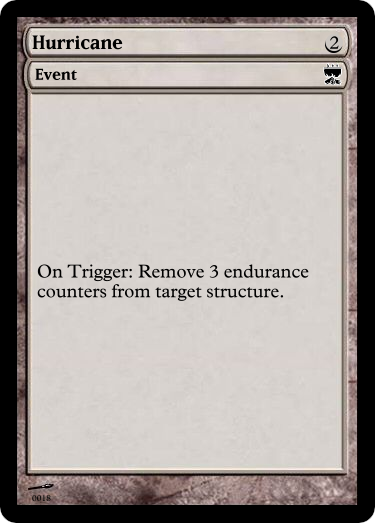 Hurricane 2
Event
On Trigger: Remove 3 endurance
counters from target structure.
0018